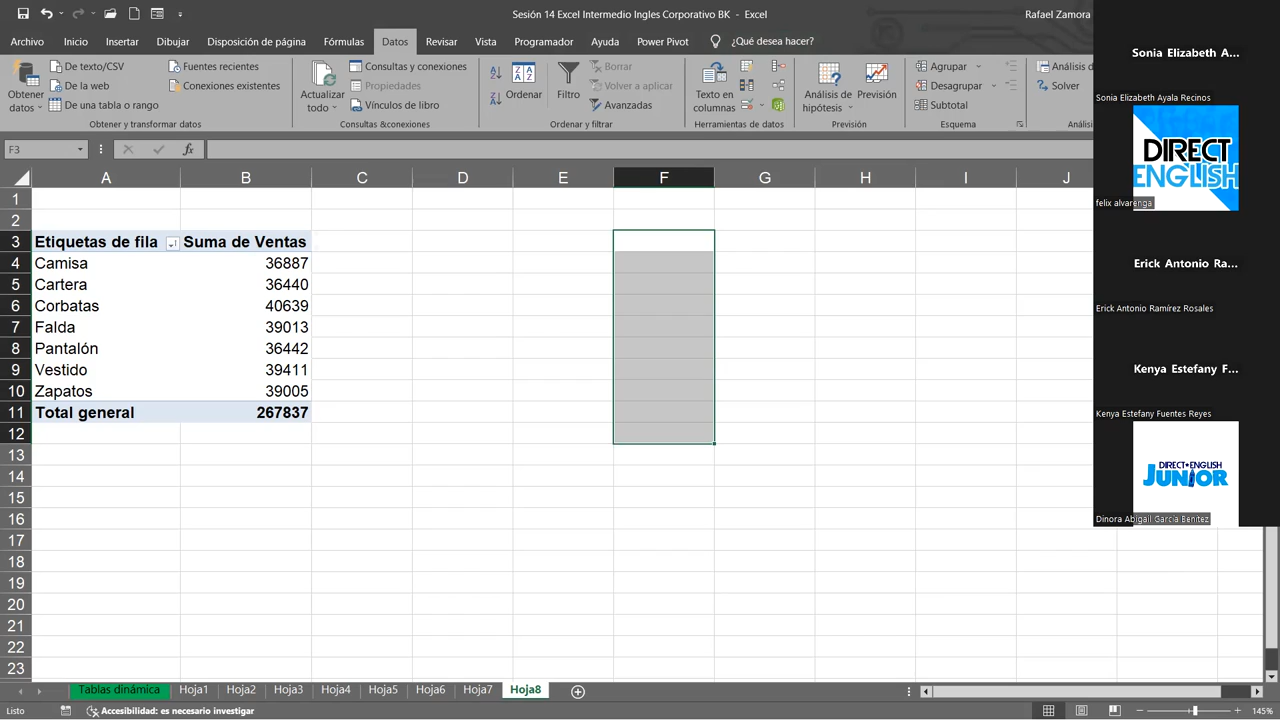 Sesión 14 Excel Intermedio Ingles Corporativo BK - Excel
Rafael Zamora
Archivo Inicio Insertar Dibujar Disposición de página Fórmulas Datos Revisar Vista Programador Ayuda Power Pivot ¿Qué desea hacer?
De texto/CSV
De la web
De una tabla o rango
Obtener datos
Fuentes recientes
Conexiones existentes
Obtener y transformar datos
Actualizar todo
Consultas y conexiones
Propiedades
Vínculos de libro
Consultas &conexiones
Ordenar
Filtro
Borrar
Volver a aplicar
Avanzadas
Ordenar y filtrar
Texto en columnas
Herramientas de datos
Análisis de hipótesis
Previsión
Previsión
Agrupar
Desagrupar
Subtotal
Esquema
Análisis d
Solver
Anális
F3
fx
A B C D E F G H I J
1
2
3 Etiquetas de fila Suma de Ventas
4 Camisa 36887
5 Cartera 36440
6 Corbatas 40639
7 Falda 39013
8 Pantalón 36442
9 Vestido 39411
10 Zapatos 39005
11 Total general 267837
12
13
14
15
16
17
18
19
20
21
22
23
Tablas dinámica Hoja1 Hoja2 Hoja3 Hoja4 Hoja5 Hoja6 Hoja7 Hoja8
Listo
Accesibilidad: es necesario investigar
145%
Sonia Elizabeth A...
Sonia Elizabeth Ayala Recinos
DIRECT
ENGLISH
felix alvarenga
Erick Antonio Ra...
Erick Antonio Ramírez Rosales
Kenya Estefany F...
Kenya Estefany Fuentes Reyes
DIRECT ENGLISH
JUNIOR
Dinora Abigail Garcia Benitez